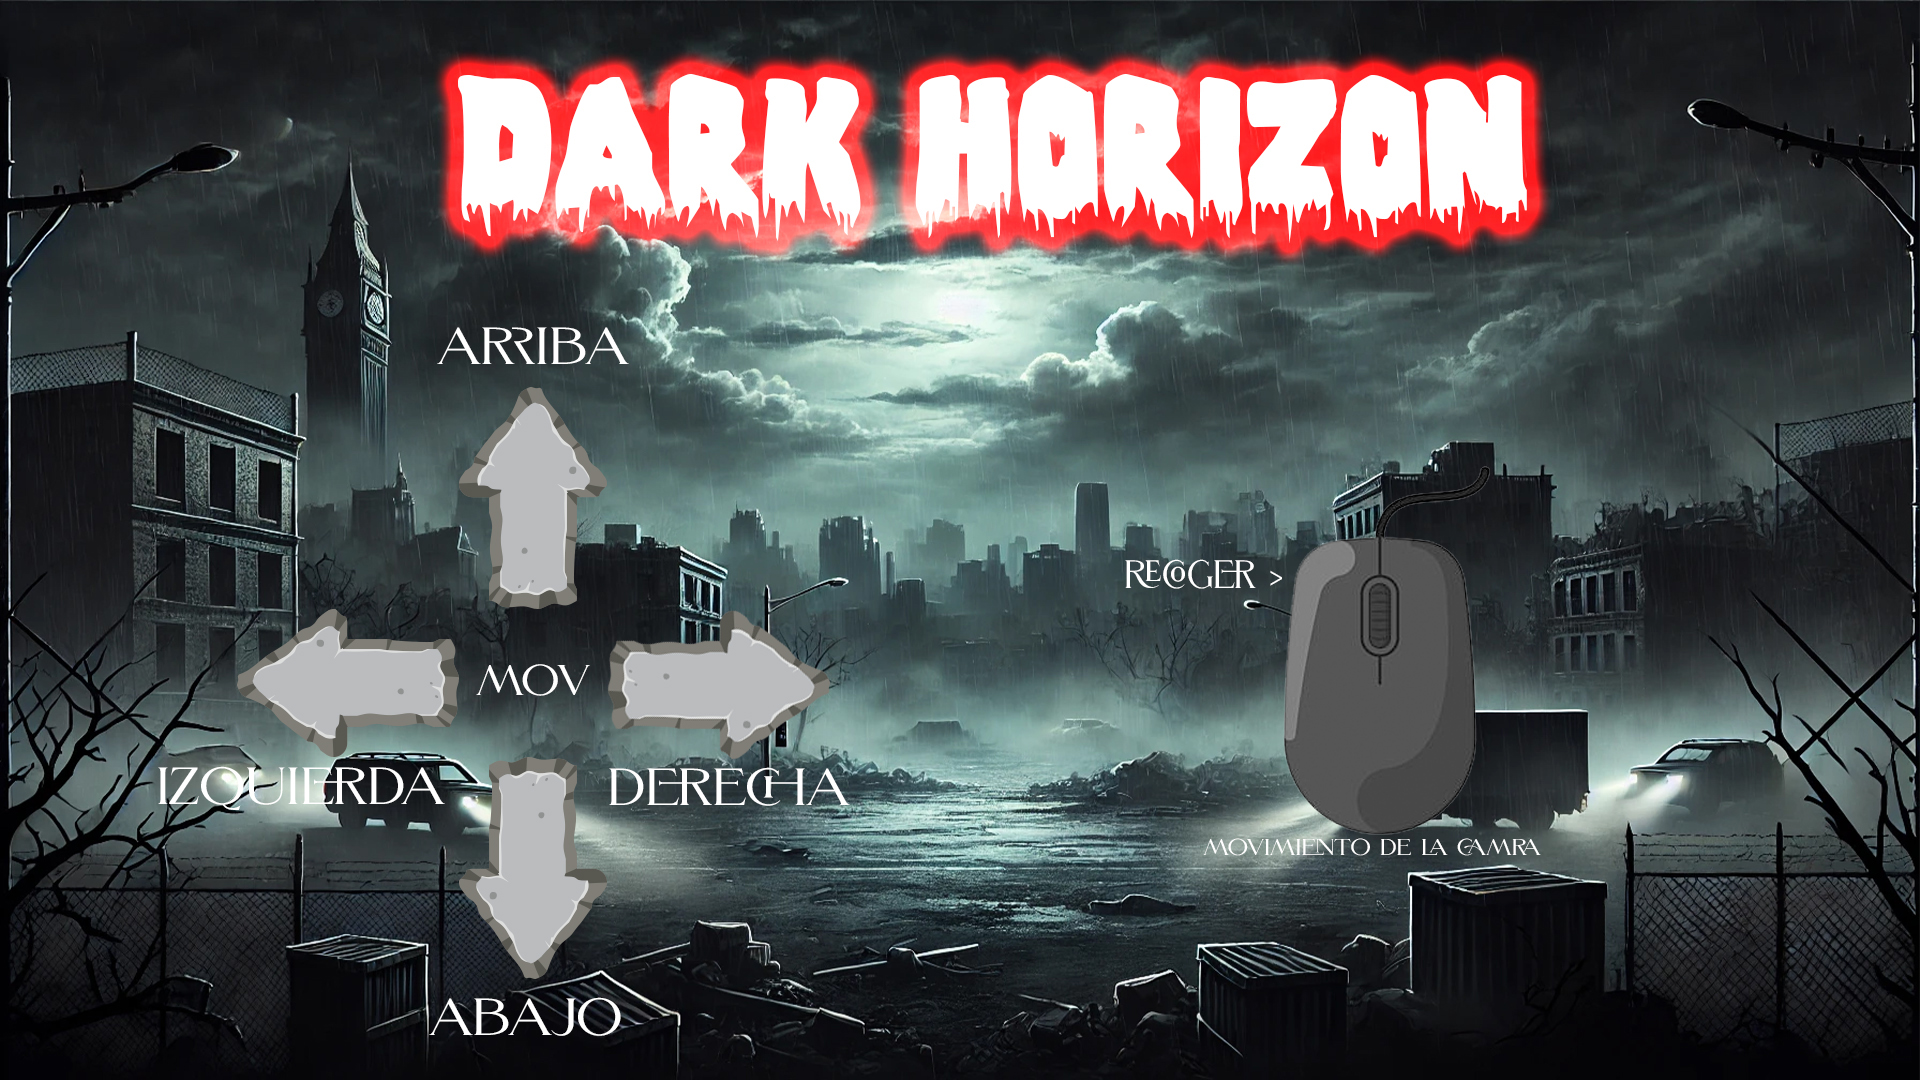 DARK HORIZON
ARRIBA
RECOGER >
MOV
IZQUIERDA
DERECHA
MOVIMIENTO DE LA CAMRA
ABAJO